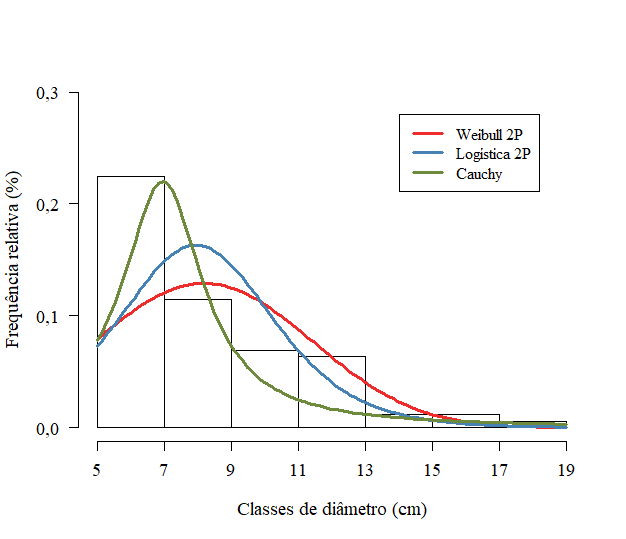 0,3
Weibull 2P
Logística 2P
Cauchy
0,2
Frequência relativa (%)
0,1
0,0
5 7 9 11 13 15 17 19
Classes de diâmetro (cm)